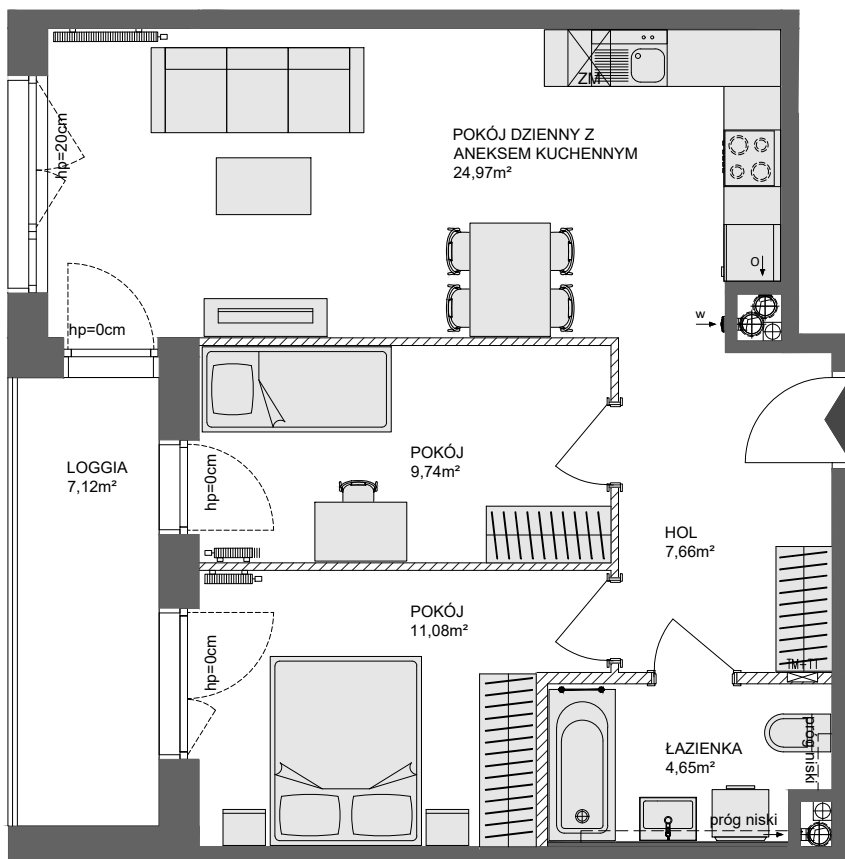 ZM
POKÓJ DZIENNY Z
ANEKSEM KUCHENNYM
24,97m²
hp=20cm
O
w
hp=0cm
LOGGIA
7,12m²
hp=0cm
POKÓJ
9,74m²
HOL
7,66m²
POKÓJ
11,08m²
hp=0cm
TM+TT
ŁAZIENKA
4,65m²
próg niski
próg niski